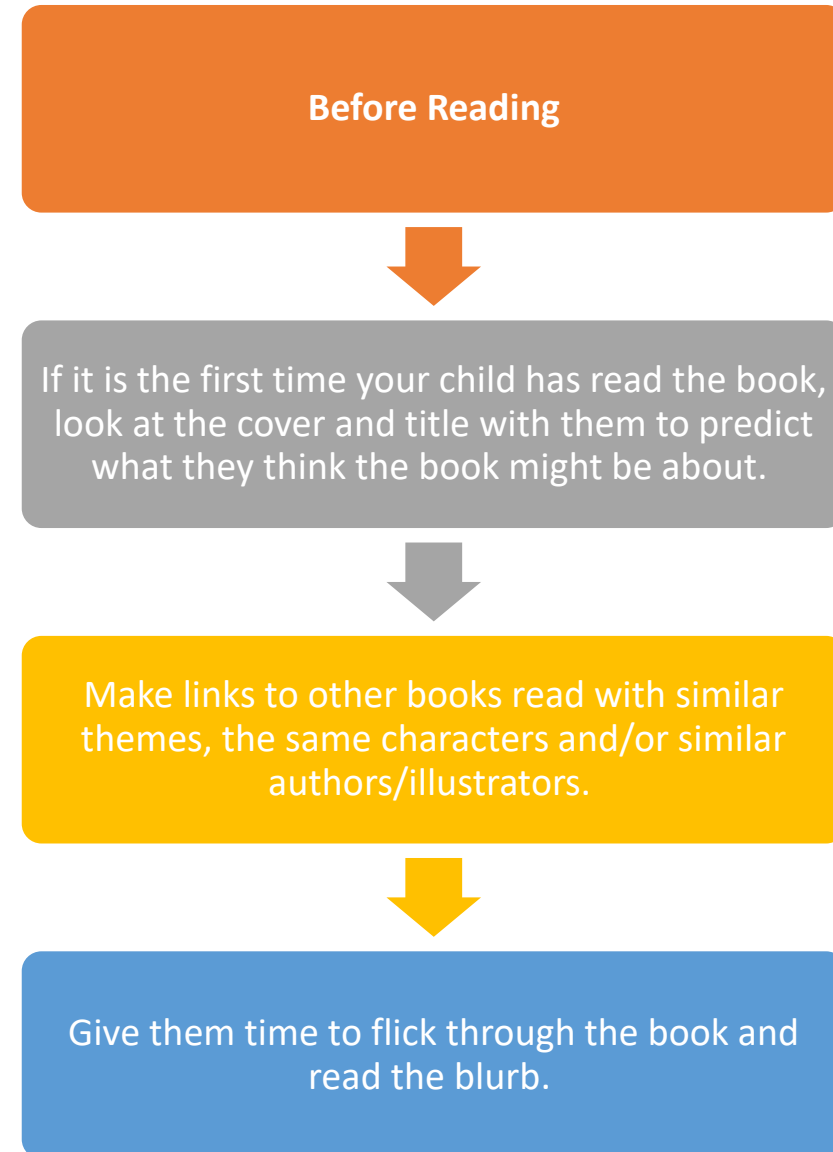 Before Reading
If it is the first time your child has read the book,
look at the cover and title with them to predict
what they think the book might be about.
Make links to other books read with similar
themes, the same characters and/or similar
authors/illustrators.
Give them time to flick through the book and
read the blurb.